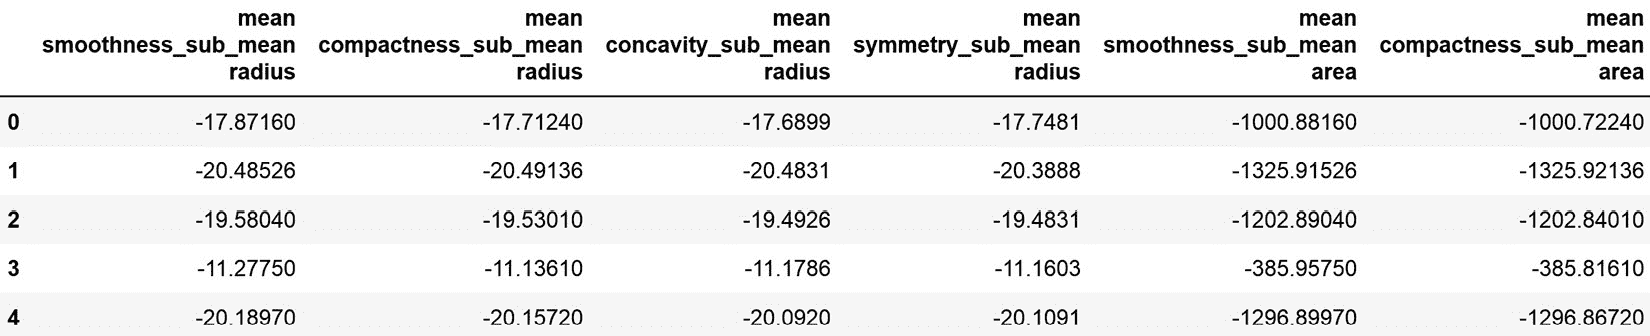 mean mean mean mean mean mean
smoothness_sub_mean compactness_sub_mean concavity_sub_mean symmetry_sub_mean smoothness_sub_mean compactness_sub_mean
radius radius radius radius area area
0 -17.87160 -17.71240 -17.6899 -17.7481 -1000.88160 -1000.72240
1 -20.48526 -20.49136 -20.4831 -20.3888 -1325.91526 -1325.92136
2 -19.58040 -19.53010 -19.4926 -19.4831 -1202.89040 -1202.84010
3 -11.27750 -11.13610 -11.1786 -11.1603 -385.95750 -385.81610
4 -20.18970 -20.15720 -20.0920 -20.1091 -1296.89970 -1296.86720